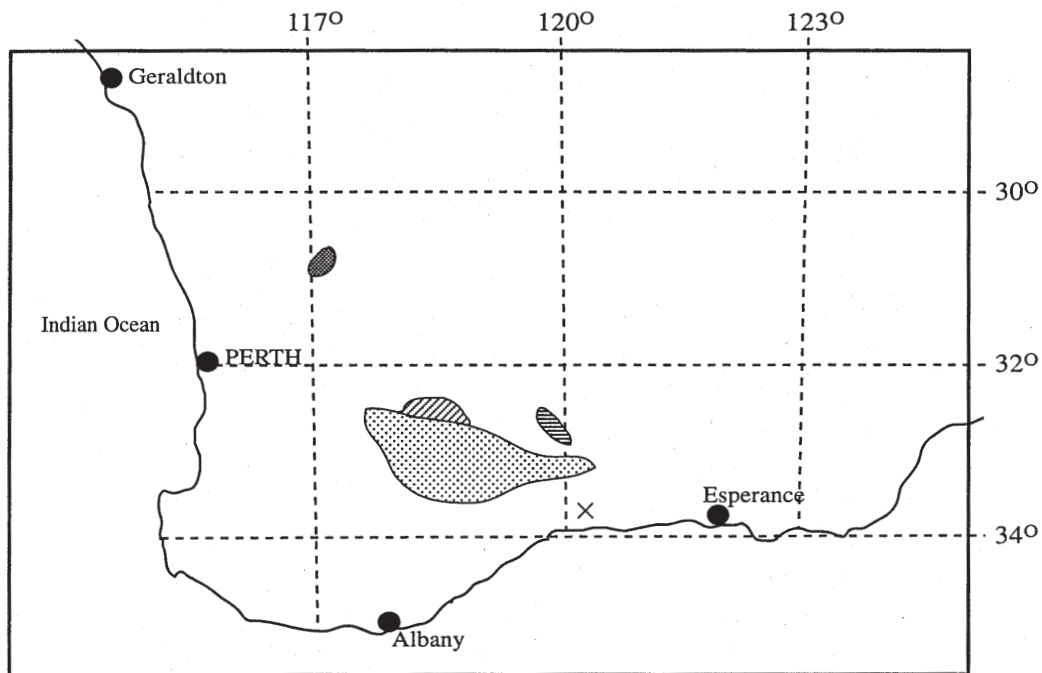 117° 120° 123°
Geraldton
30°
Indian Ocean
PERTH
32°
Esperance
34°
Albany